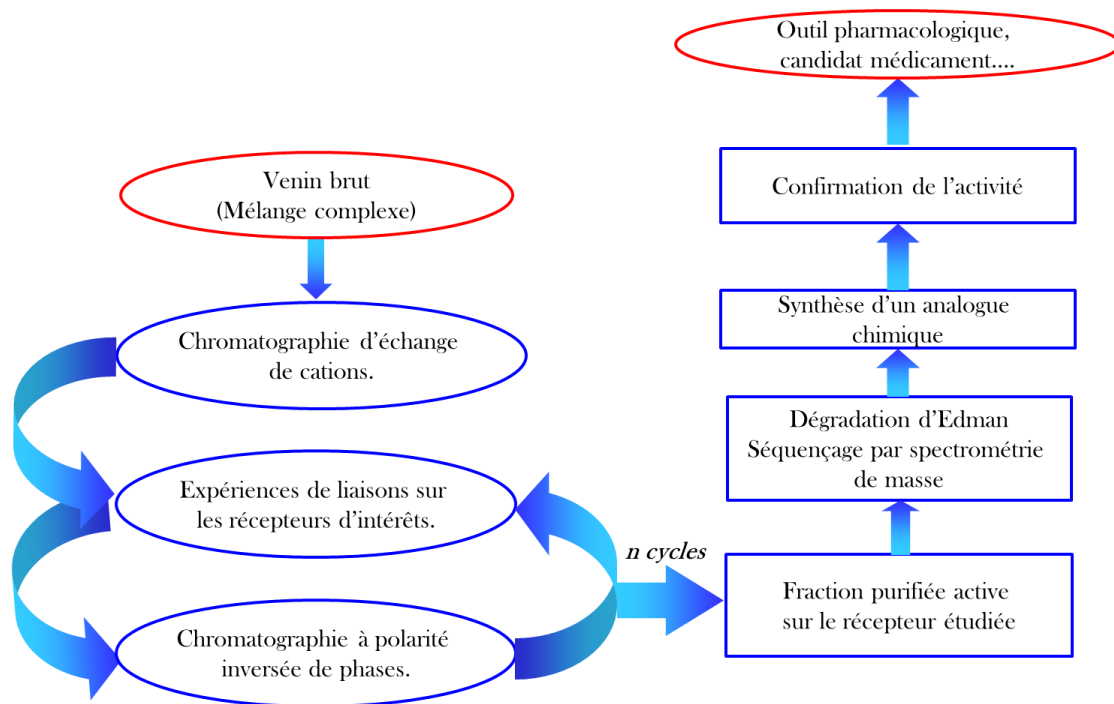 Venin brut
(Mélange complexe)
Chromatographie d'échange
de cations.
Expériences de liaisons sur
les récepteurs d'intérêts.
Chromatographie à polarité
inversée de phases.
n cycles
Fraction purifiée active
sur le récepteur étudiée
Dégradation d'Edman
Séquençage par spectrométrie
de masse
Synthèse d'un analogue
chimique
Confirmation de l'activité
Outil pharmacologique,
candidat médicament....